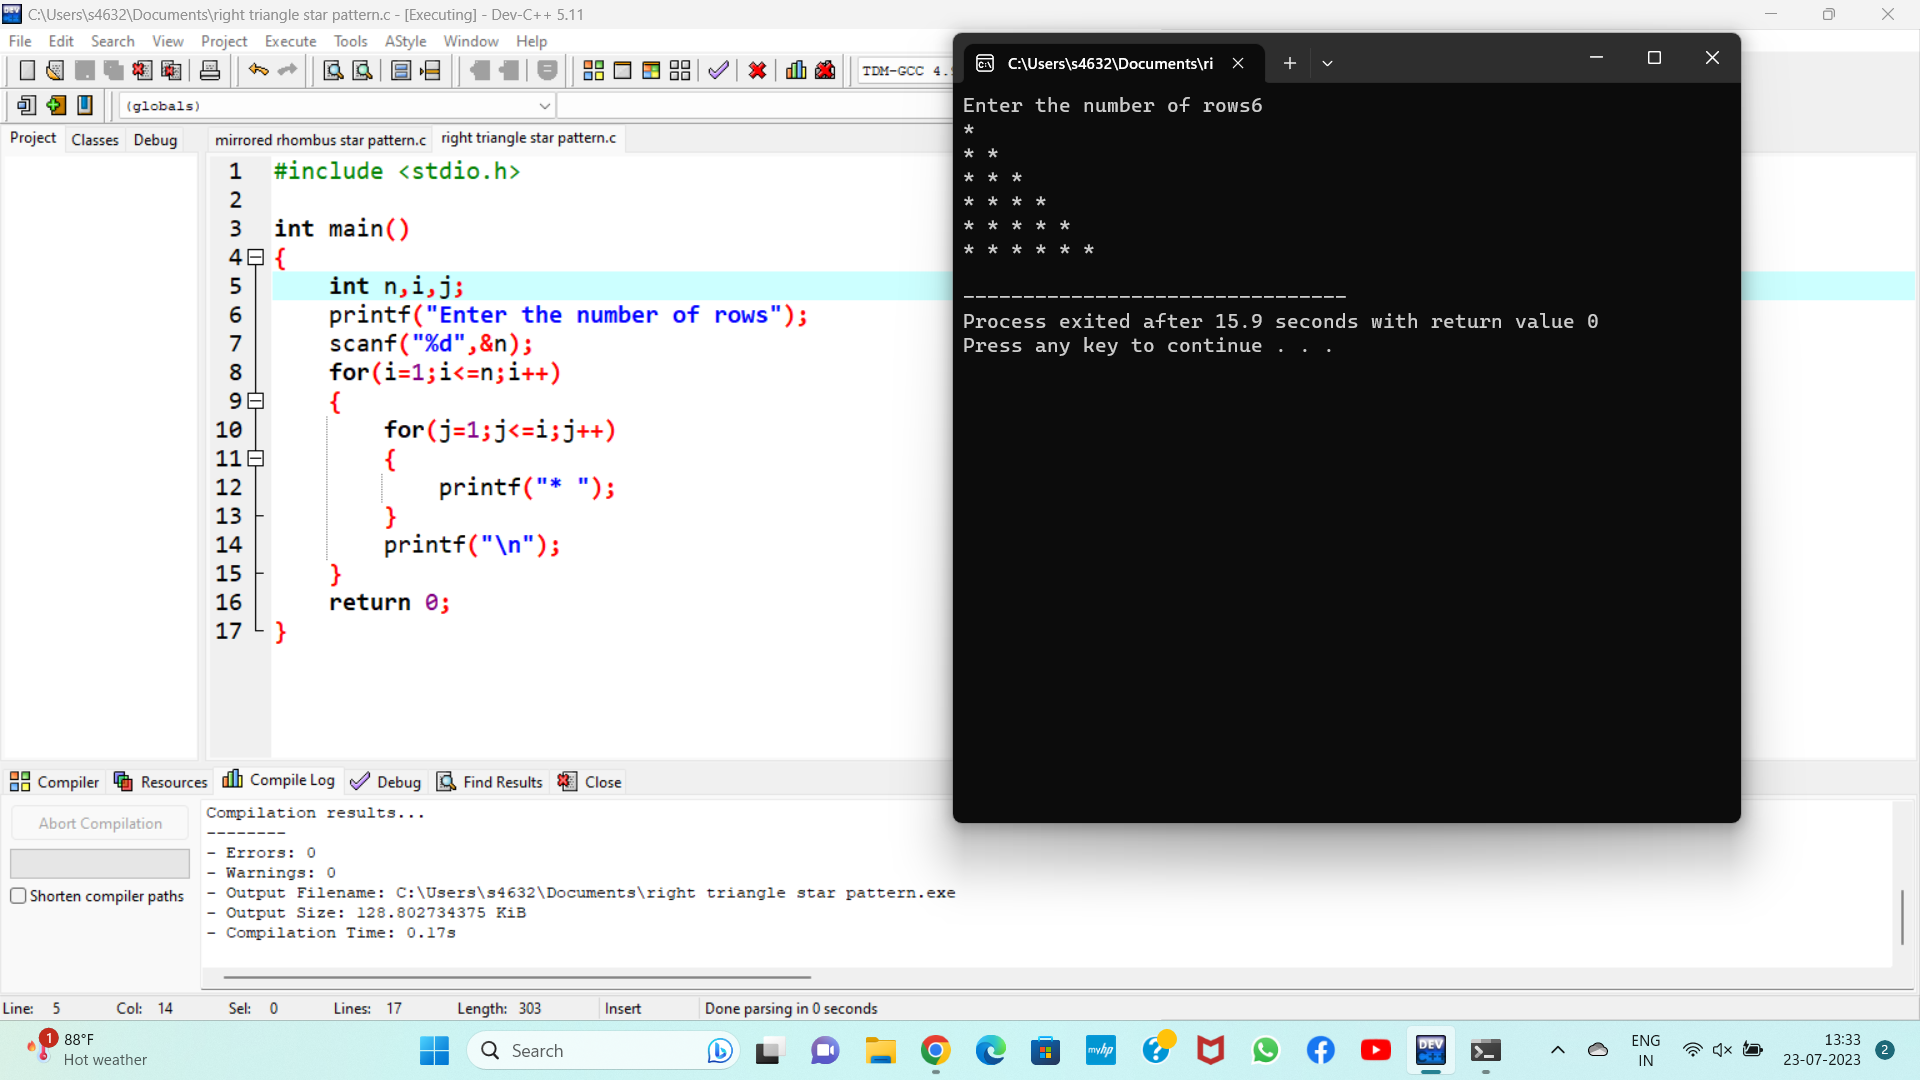 C:\Users\s4632\Documents\right triangle star pattern.c - [Executing] - Dev-C++ 5.11
File Edit Search View Project Execute Tools AStyle Window Help
(globals)
Project Classes Debug
mirrored rhombus star pattern.c right triangle star pattern.c
1 #include <stdio.h>
2
3 int main()
4 {
5 int n,i,j;
6 printf("Enter the number of rows");
7 scanf("%d",&n);
8 for(i=1;i<=n;i++)
9 {
10 for(j=1;j<=i;j++)
11 {
12 printf("* ");
13 }
14 printf("\n");
15 }
16 return 0;
17 }
C:\Users\s4632\Documents\ri
Enter the number of rows6
*
* *
* * *
* * * *
* * * * *
* * * * * *
--------------------------------
Process exited after 15.9 seconds with return value 0
Press any key to continue . . .
Compiler Resources Compile Log Debug Find Results Close
Abort Compilation
Shorten compiler paths
Compilation results...
--------
- Errors: 0
- Warnings: 0
- Output Filename: C:\Users\s4632\Documents\right triangle star pattern.exe
- Output Size: 128.802734375 KiB
- Compilation Time: 0.17s
Line: 5 Col: 14 Sel: 0 Lines: 17 Length: 303 Insert Done parsing in 0 seconds
1
88°F
Hot weather
Search
myhp
DEV
C++
ENG
IN
13:33
23-07-2023
2